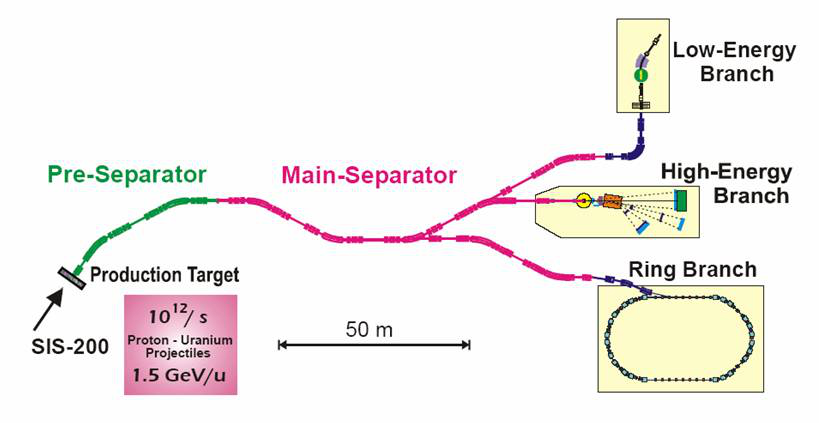 Low-Energy
Branch
Pre-Separator
Main-Separator
High-Energy
Branch
Production Target
Ring Branch
SIS-200
10¹²/ s
Proton - Uranium
Projectiles
1.5 GeV/u
50 m